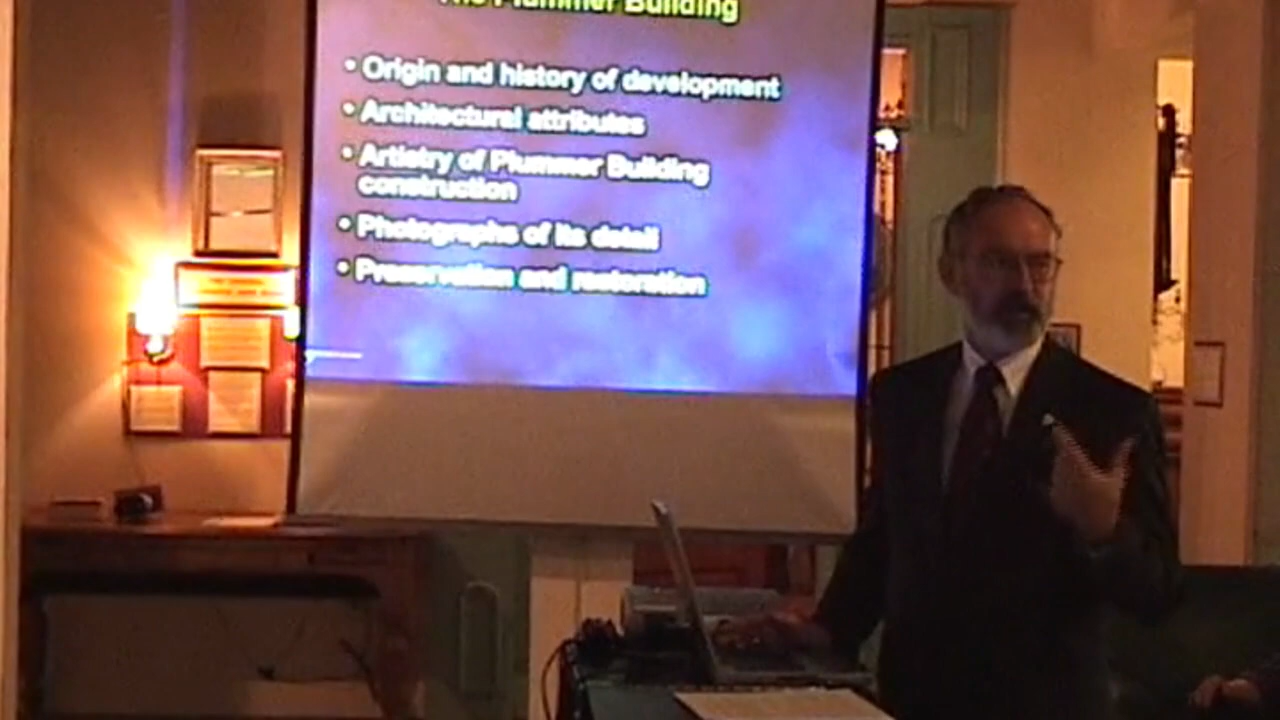 The Plummer Building
• Origin and history of development
• Architectural attributes
• Artistry of Plummer Building
construction
• Photographs of its detail
• Preservation and restoration